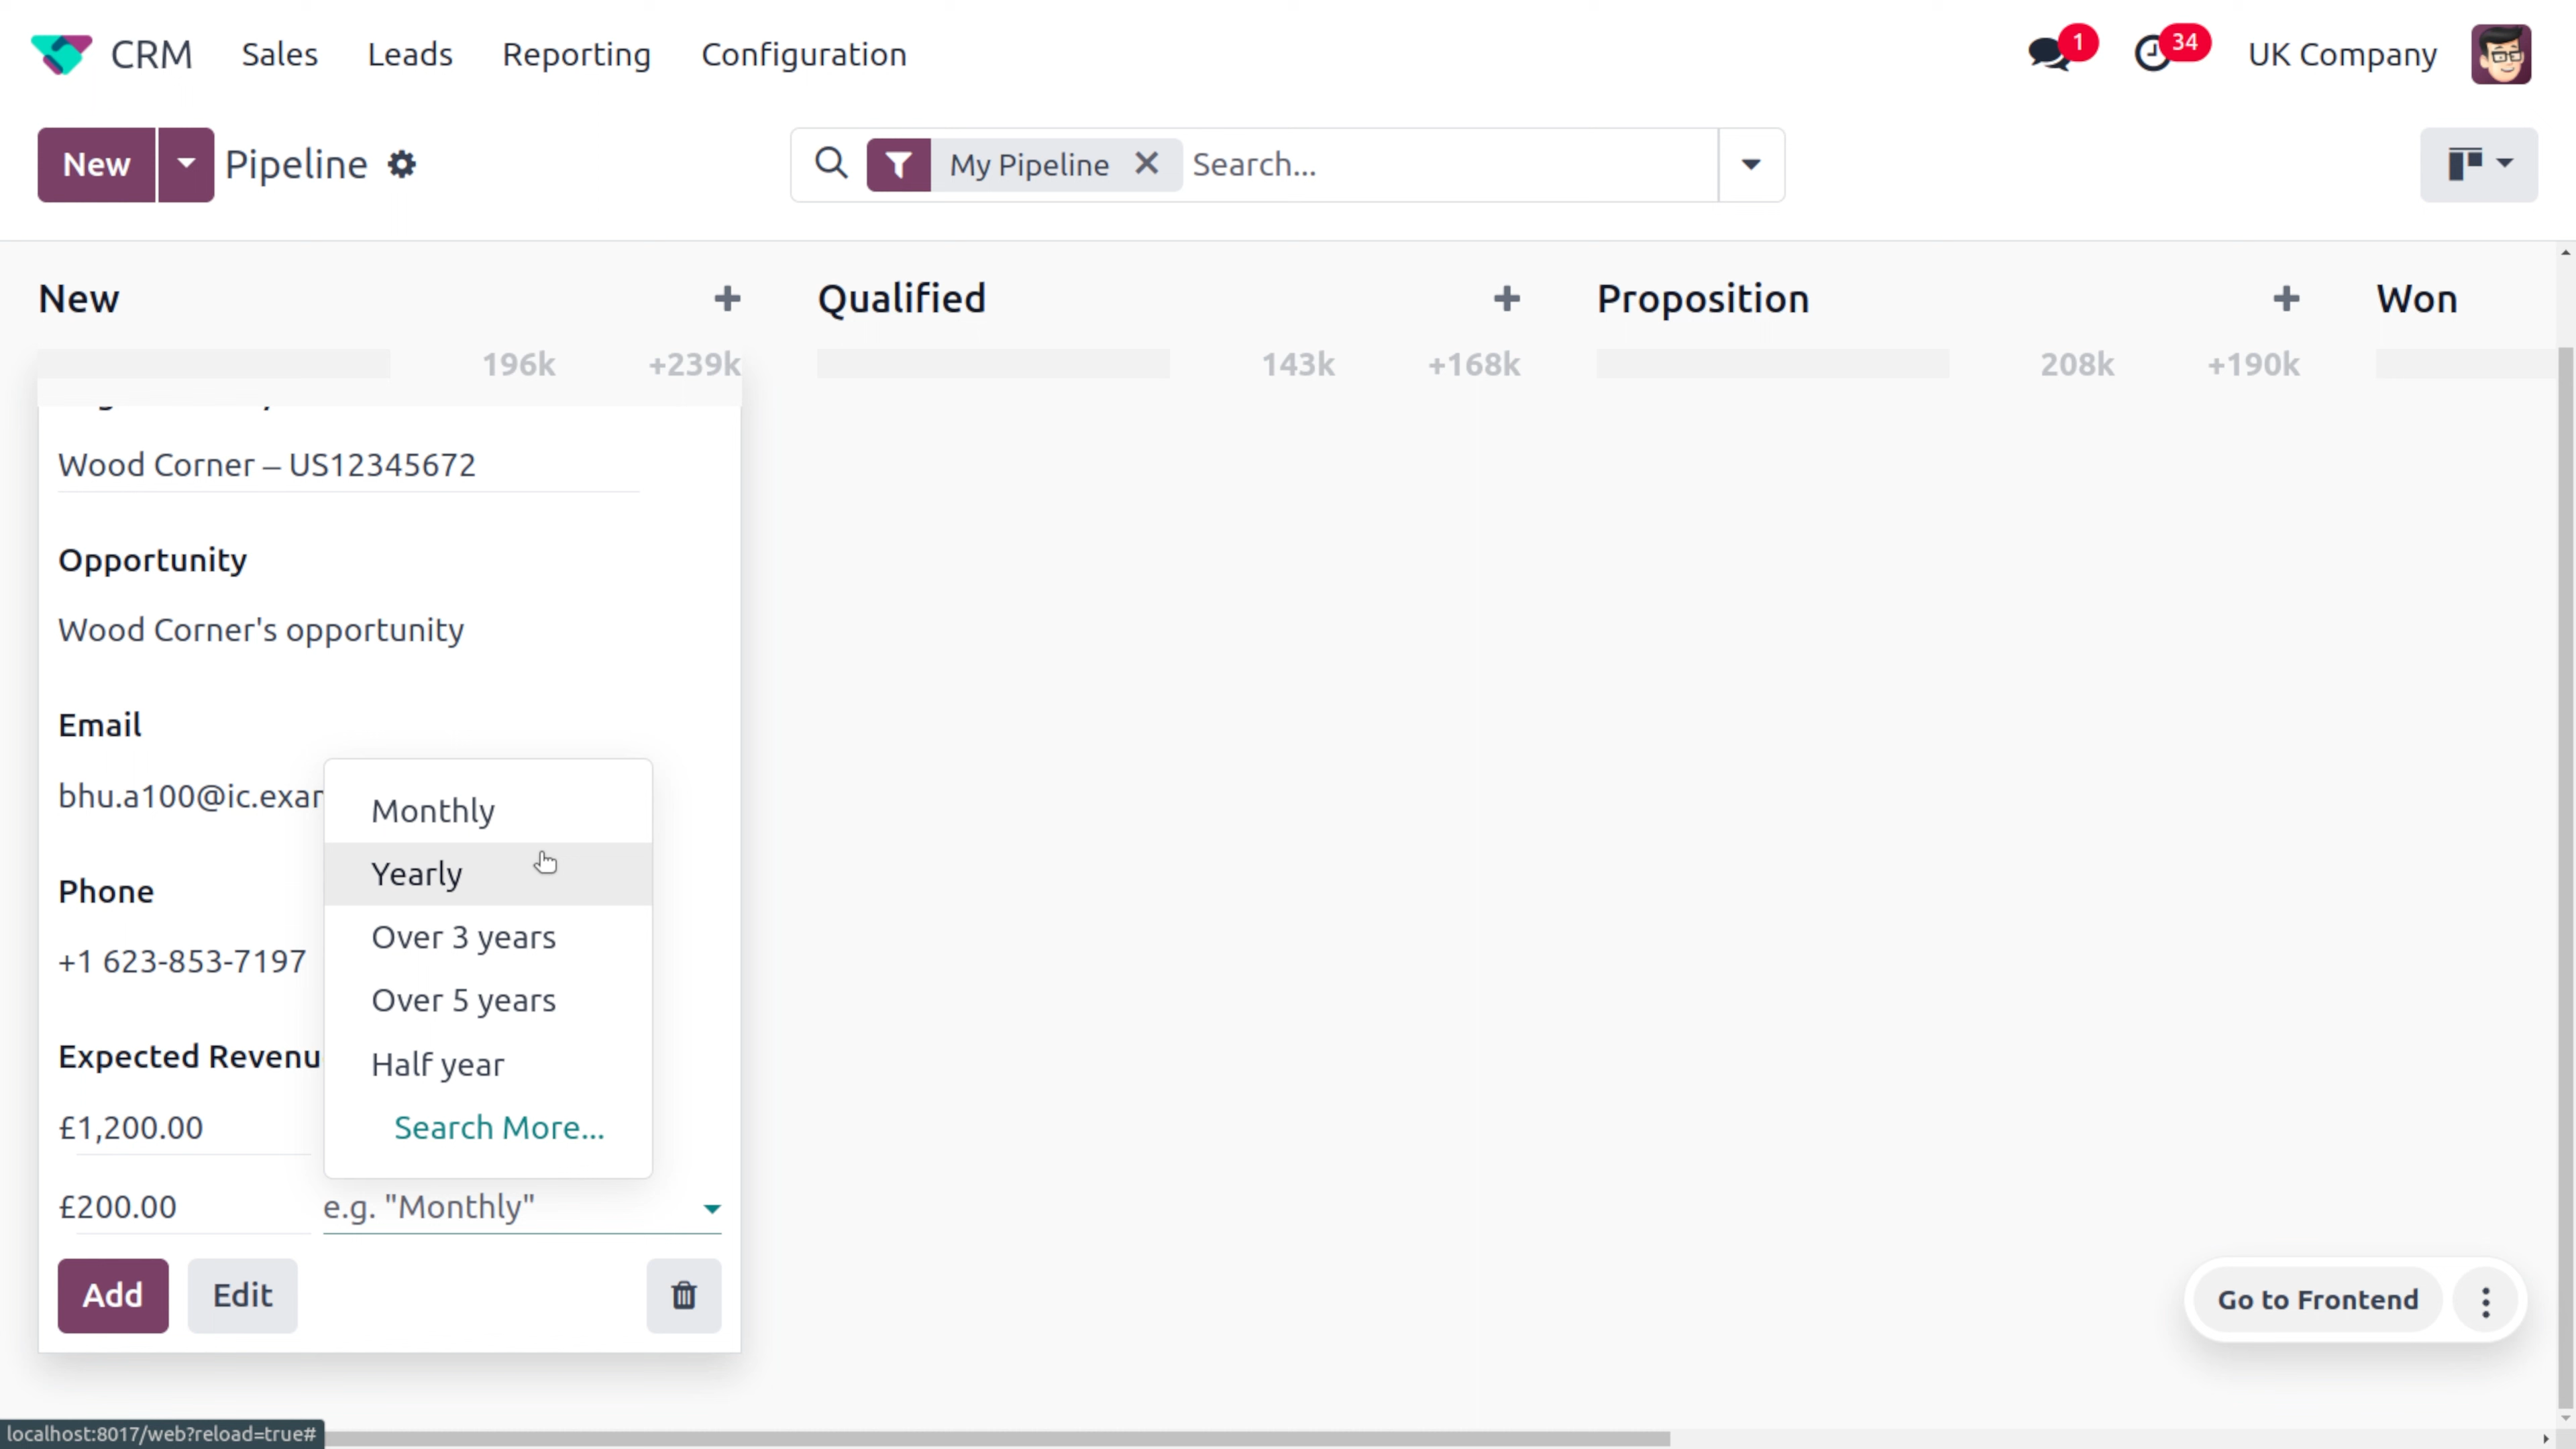 CRM Sales Leads Reporting Configuration 1 34 UK Company
New Pipeline My Pipeline Search...
New Qualified Proposition Won
196k +239k 143k +168k 208k +190k
Wood Corner – US12345672
Opportunity
Wood Corner's opportunity
Email
bhu.a100@ic.exam
Monthly
Yearly
Phone
Over 3 years
+1 623-853-7197
Over 5 years
Expected Revenu
Half year
£1,200.00
Search More...
£200.00 e.g. "Monthly"
Add Edit
Go to Frontend
localhost:8017/web?reload=true#